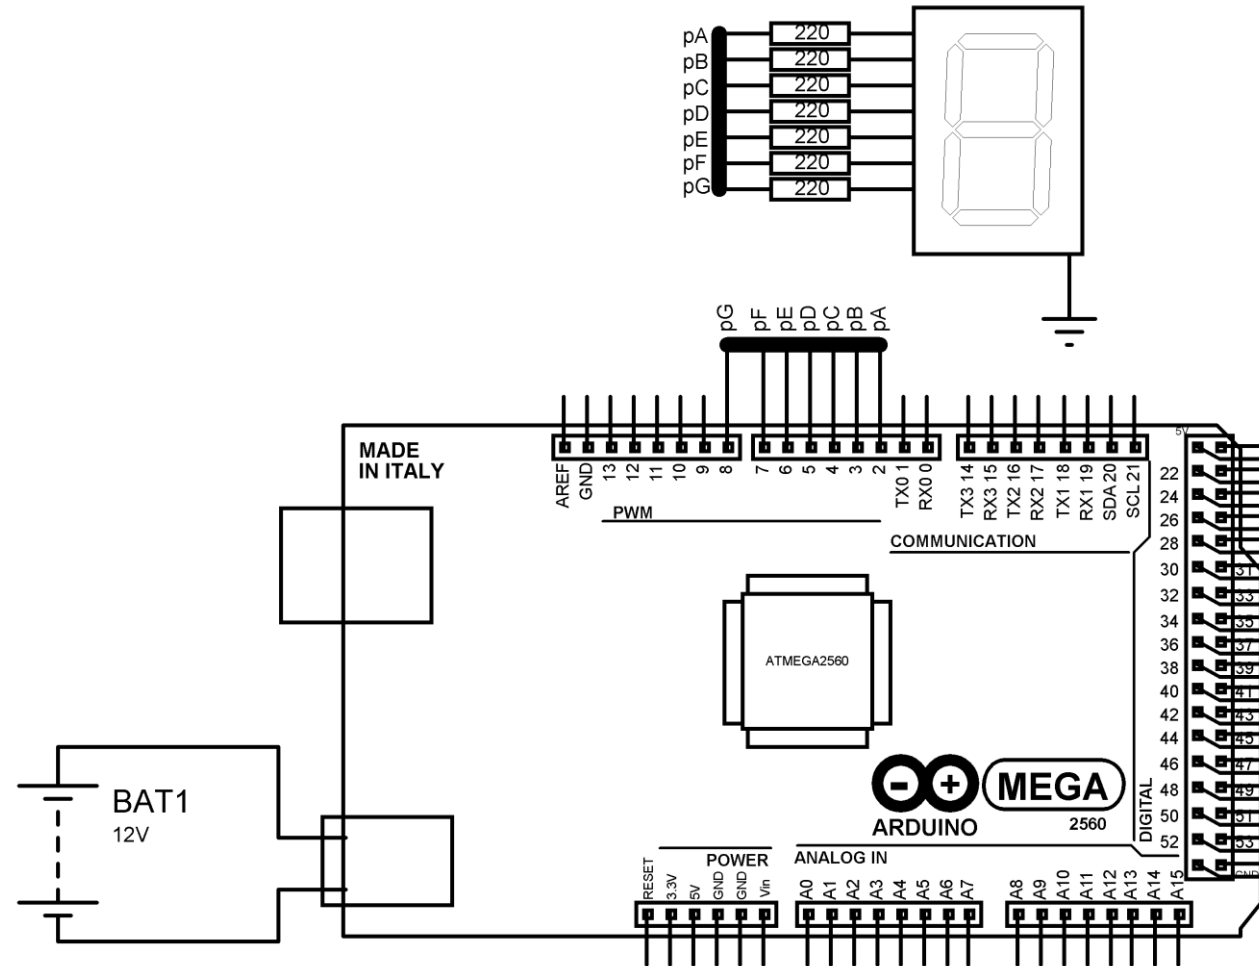 pA 220
pB 220
pC 220
pD 220
pE 220
pF 220
pG 220
pG pF pE pD pC pB pA
MADE
IN ITALY
AREF GND 13 12 11 10 9 8 7 6 5 4 3 2 TX0 1 RX0 0 TX3 14 RX3 15 TX2 16 RX2 17 TX1 18 RX1 19 SDA 20 SCL 21
5V
PWM
COMMUNICATION
22
24
26
28
30 31
32 33
34 35
36 37
38 39
40 41
42 43
44 45
46 47
48 49
50 51
52 53
GND
DIGITAL
ATMEGA2560
- +
MEGA
ARDUINO
2560
BAT1
12V
POWER
ANALOG IN
RESET 3.3V 5V GND GND Vin A0 A1 A2 A3 A4 A5 A6 A7 A8 A9 A10 A11 A12 A13 A14 A15